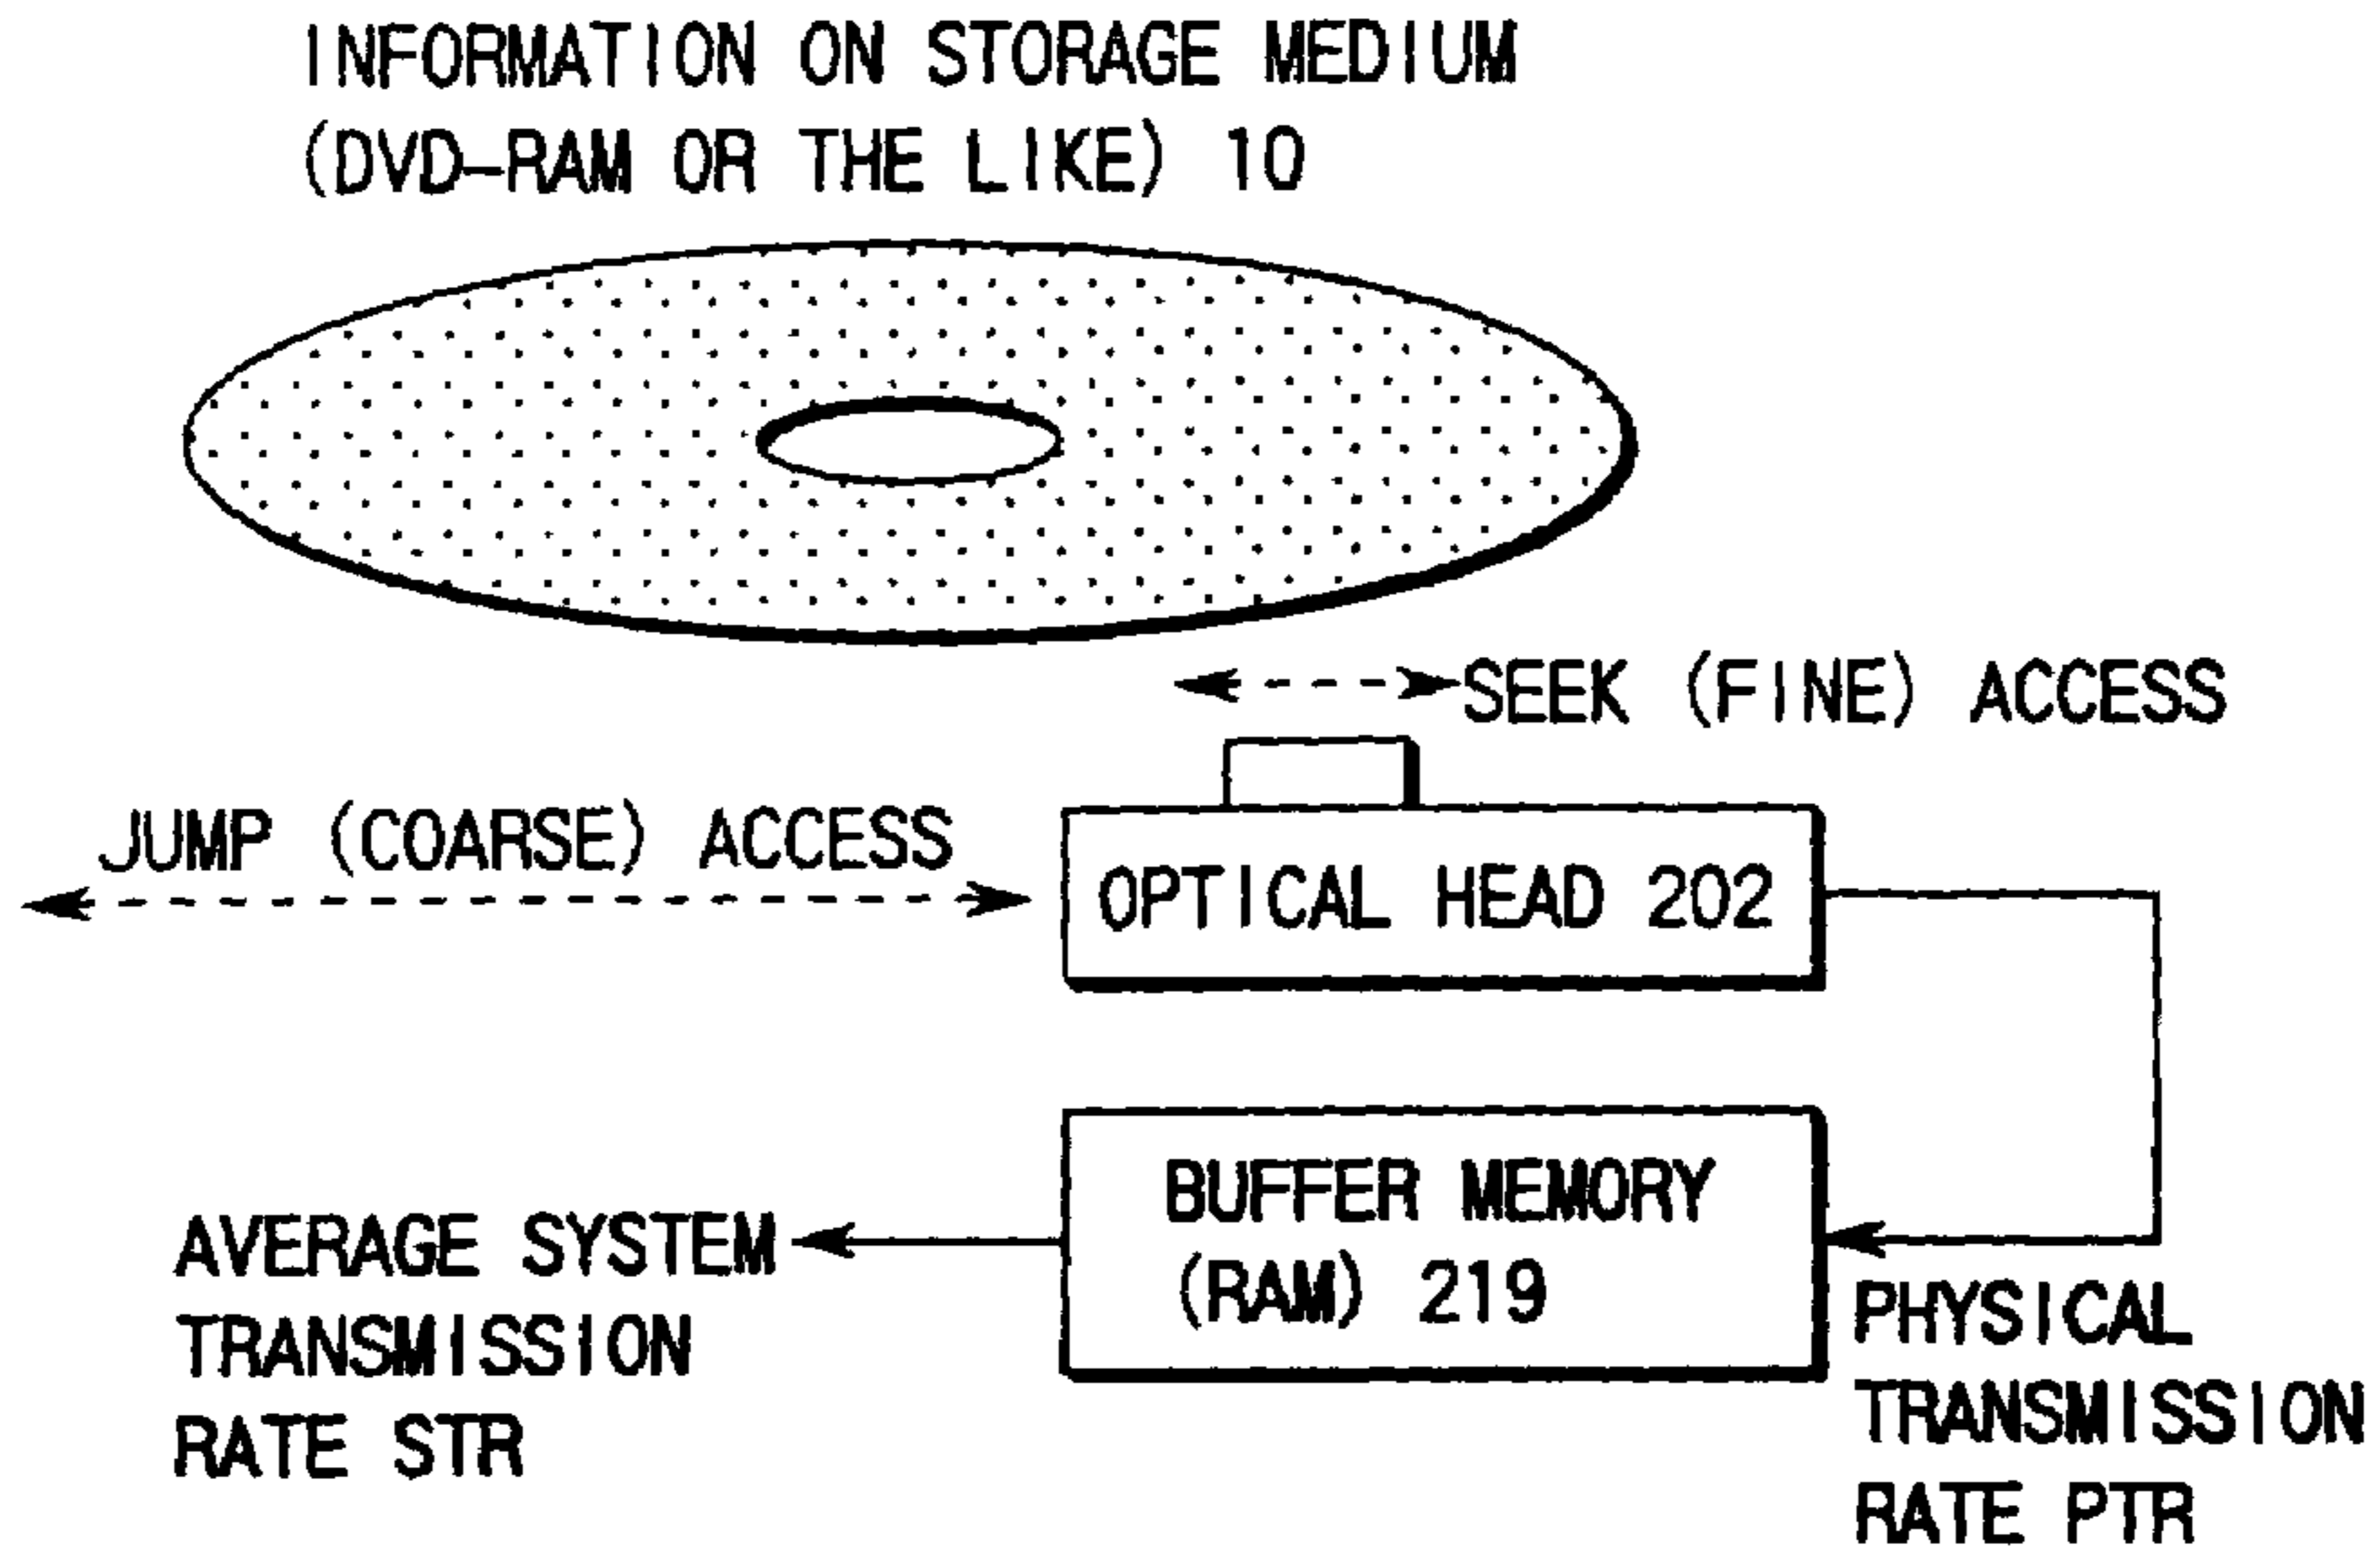 INFORMATION ON STORAGE MEDIUM
(DVD-RAM OR THE LIKE) 10
SEEK (FINE) ACCESS
JUMP (COARSE) ACCESS
OPTICAL HEAD 202
BUFFER MEMORY
(RAM) 219
AVERAGE SYSTEM
TRANSMISSION
RATE STR
PHYSICAL
TRANSMISSION
RATE PTR